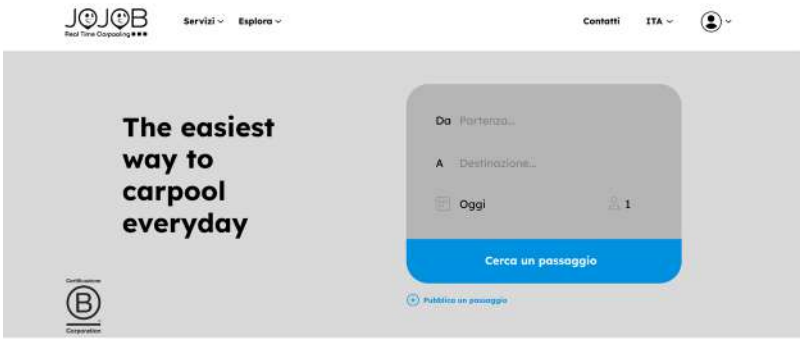 JOJOB
Real Time Carpooling
Servizi
Esplora
Contatti
ITA
The easiest
way to
carpool
everyday
Da Partenza...
A Destinazione...
Oggi
1
Cerca un passaggio
Pubblica un passaggio
Certificazione
B
Corporation